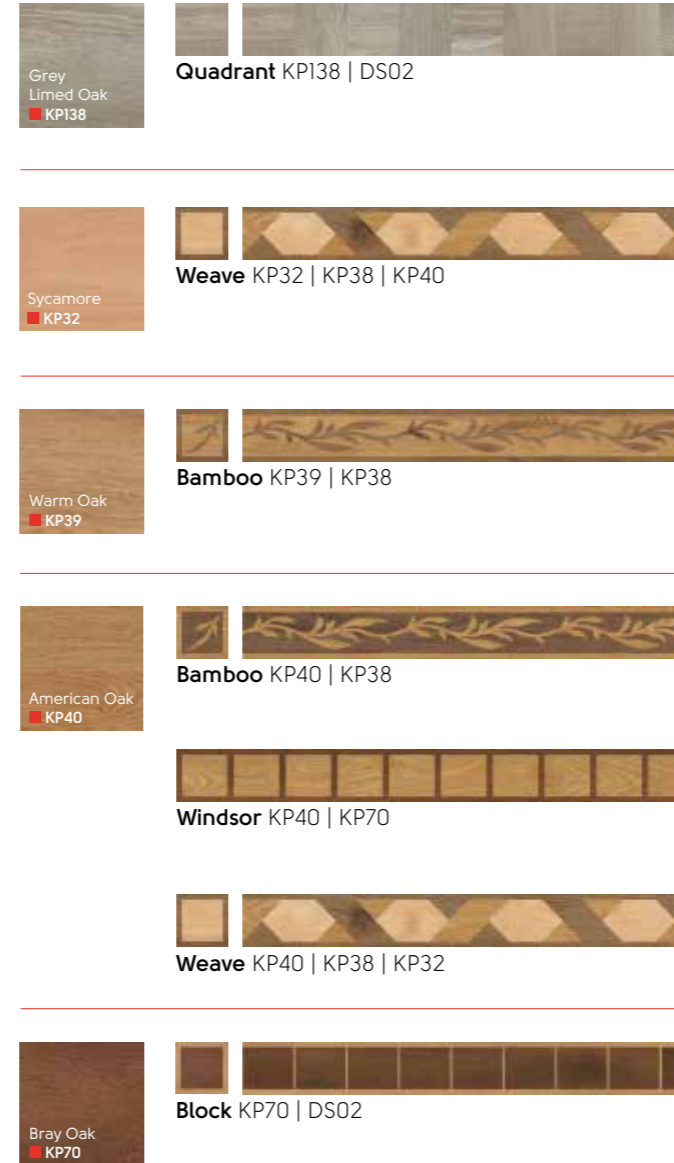 Grey
Limed Oak
KP138
Quadrant KP138 | DS02
Sycamore
KP32
Weave KP32 | KP38 | KP40
Warm Oak
KP39
Bamboo KP39 | KP38
American Oak
KP40
Bamboo KP40 | KP38
Windsor KP40 | KP70
Weave KP40 | KP38 | KP32
Bray Oak
KP70
Block KP70 | DS02